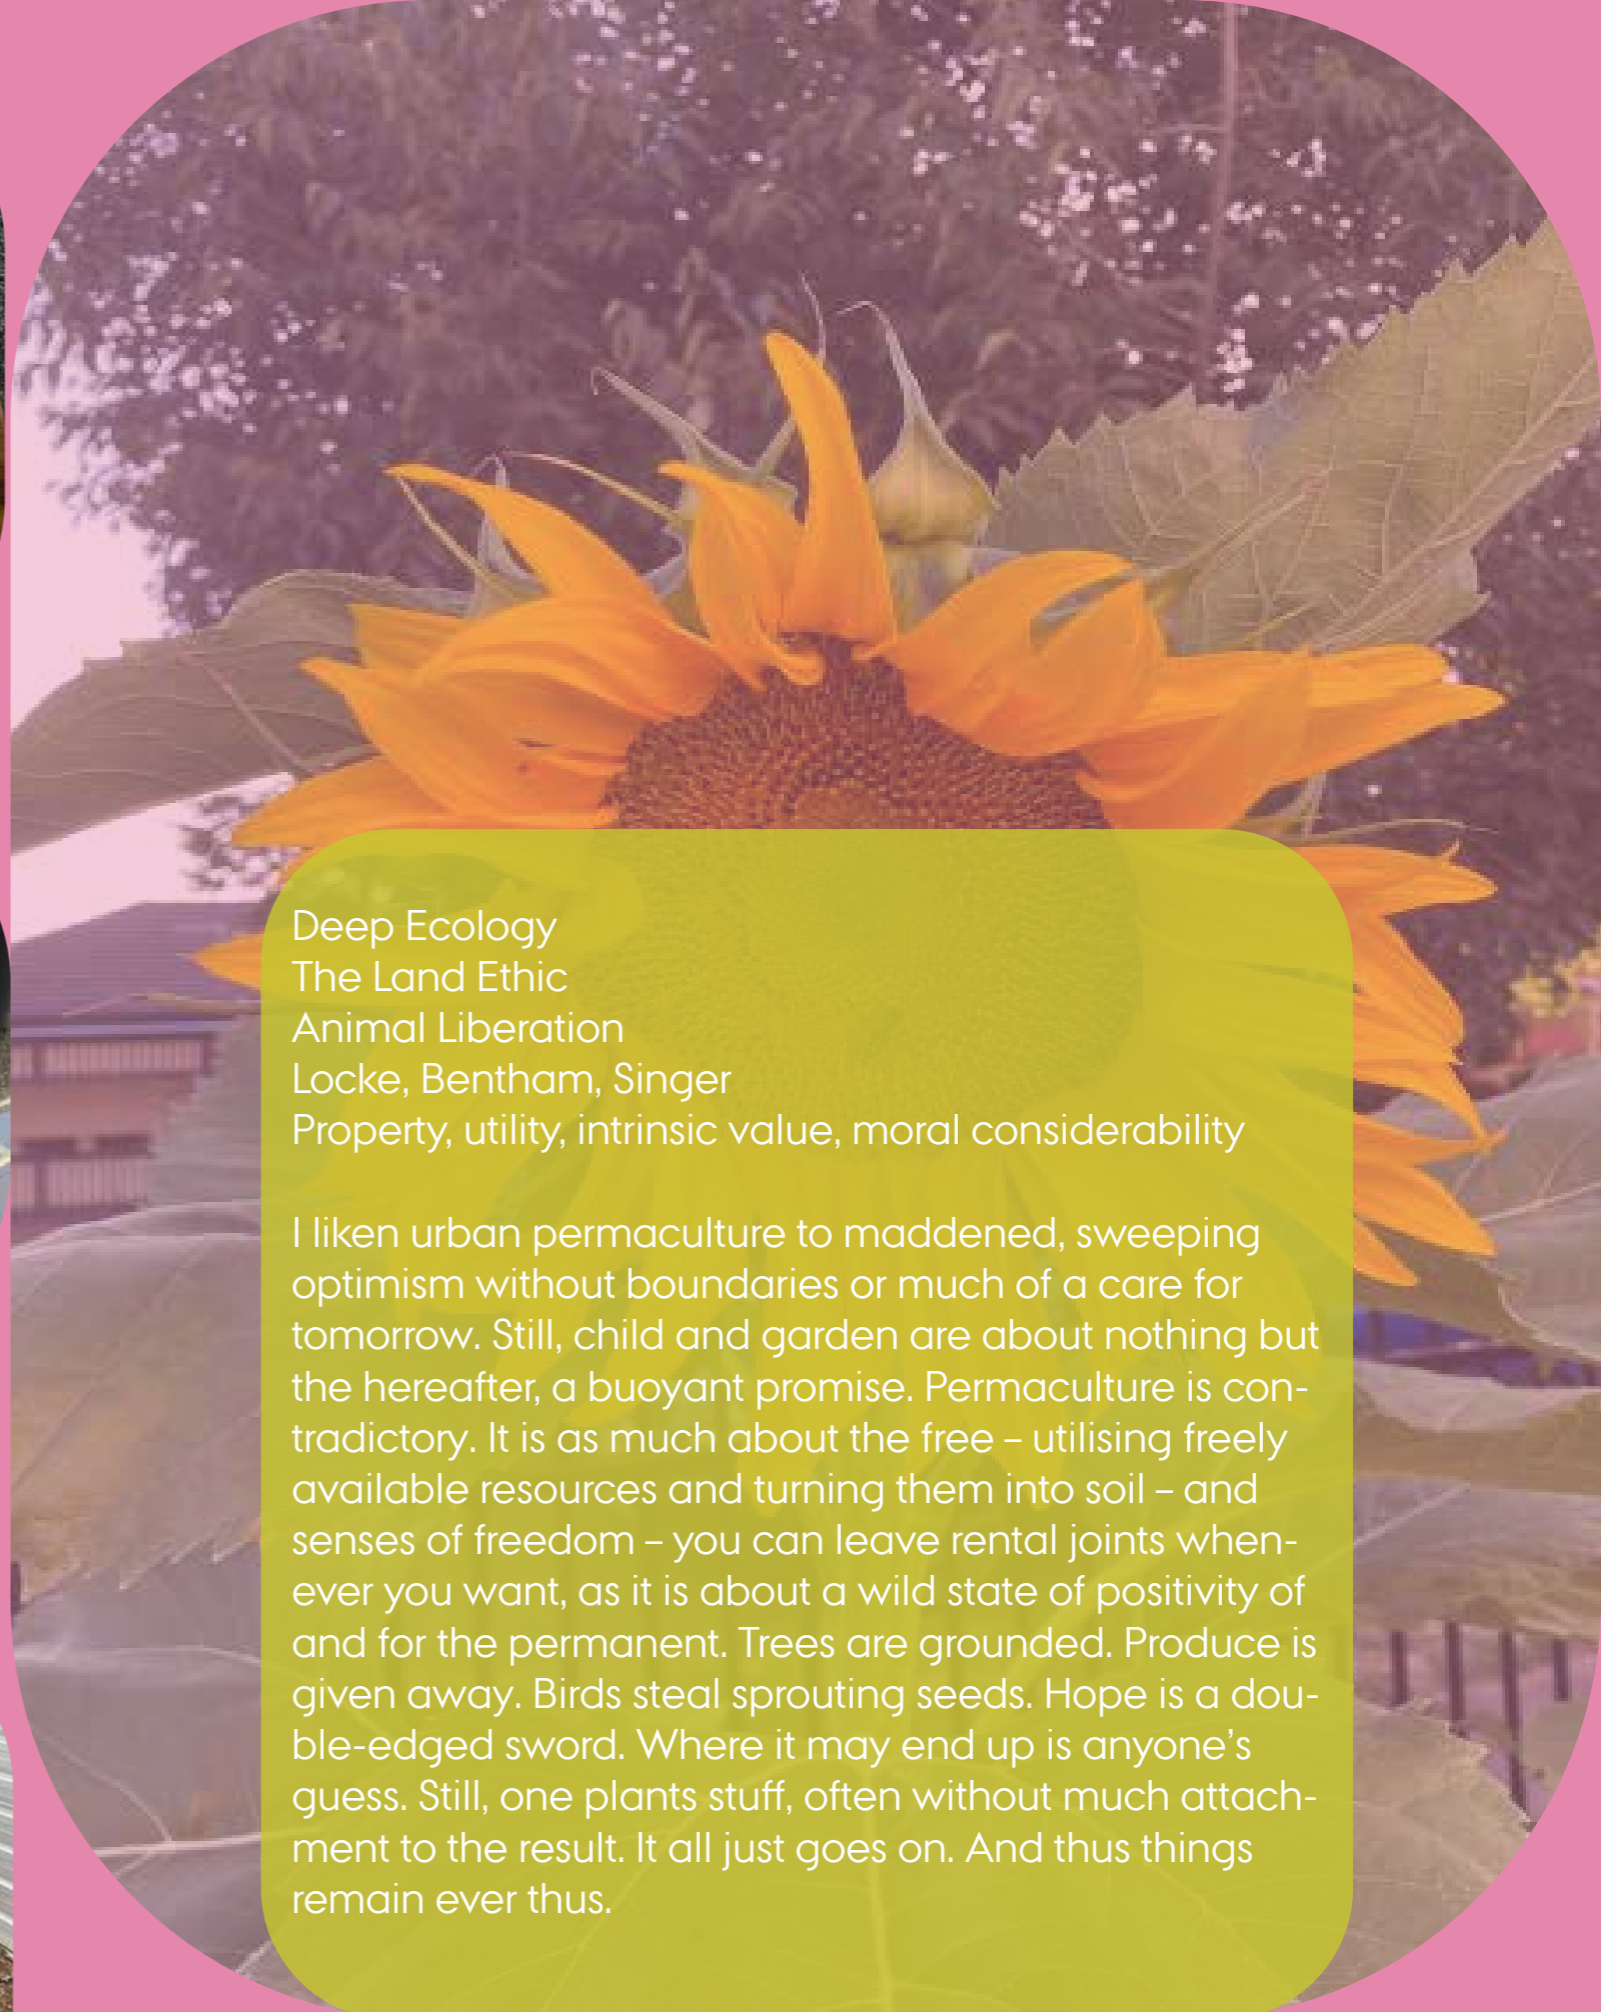 Deep Ecology
The Land Ethic
Animal Liberation
Locke, Bentham, Singer
Property, utility, intrinsic value, moral considerability
I liken urban permaculture to maddened, sweeping
optimism without boundaries or much of a care for
tomorrow. Still, child and garden are about nothing but
the hereafter, a buoyant promise. Permaculture is con-
tradictory. It is as much about the free – utilising freely
available resources and turning them into soil – and
senses of freedom – you can leave rental joints when-
ever you want, as it is about a wild state of positivity of
and for the permanent. Trees are grounded. Produce is
given away. Birds steal sprouting seeds. Hope is a dou-
ble-edged sword. Where it may end up is anyone’s
guess. Still, one plants stuff, often without much attach-
ment to the result. It all just goes on. And thus things
remain ever thus.